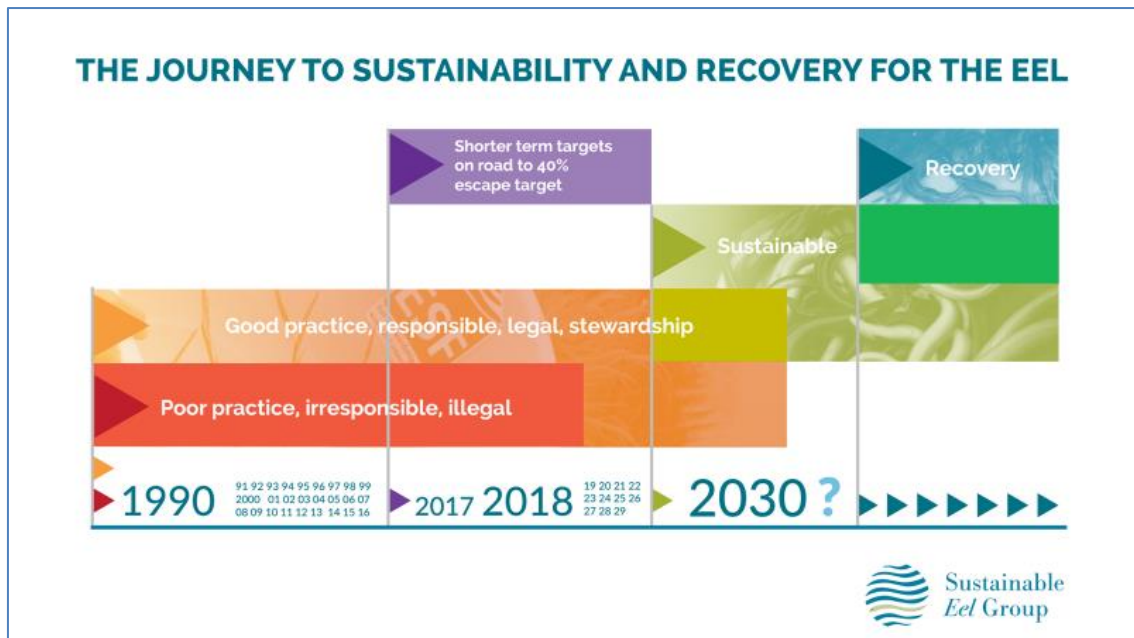 THE JOURNEY TO SUSTAINABILITY AND RECOVERY FOR THE EEL
Shorter term targets
on road to 40%
escape target
Recovery
Sustainable
Good practice, responsible, legal, stewardship
Poor practice, irresponsible, illegal
1990
91 92 93 94 95 96 97 98 99
2000 01 02 03 04 05 06 07
08 09 10 11 12 13 14 15 16
2017 2018
19 20 21 22
23 24 25 26
27 28 29
2030 ?
Sustainable
Eel Group